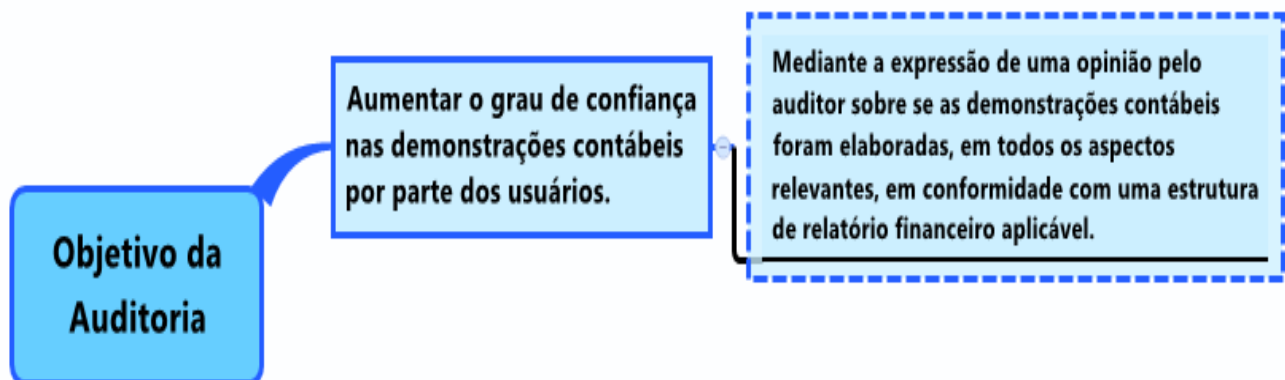 Objetivo da
Auditoria
Aumentar o grau de confiança
nas demonstrações contábeis
por parte dos usuários.
Mediante a expressão de uma opinião pelo
auditor sobre se as demonstrações contábeis
foram elaboradas, em todos os aspectos
relevantes, em conformidade com uma estrutura
de relatório financeiro aplicável.